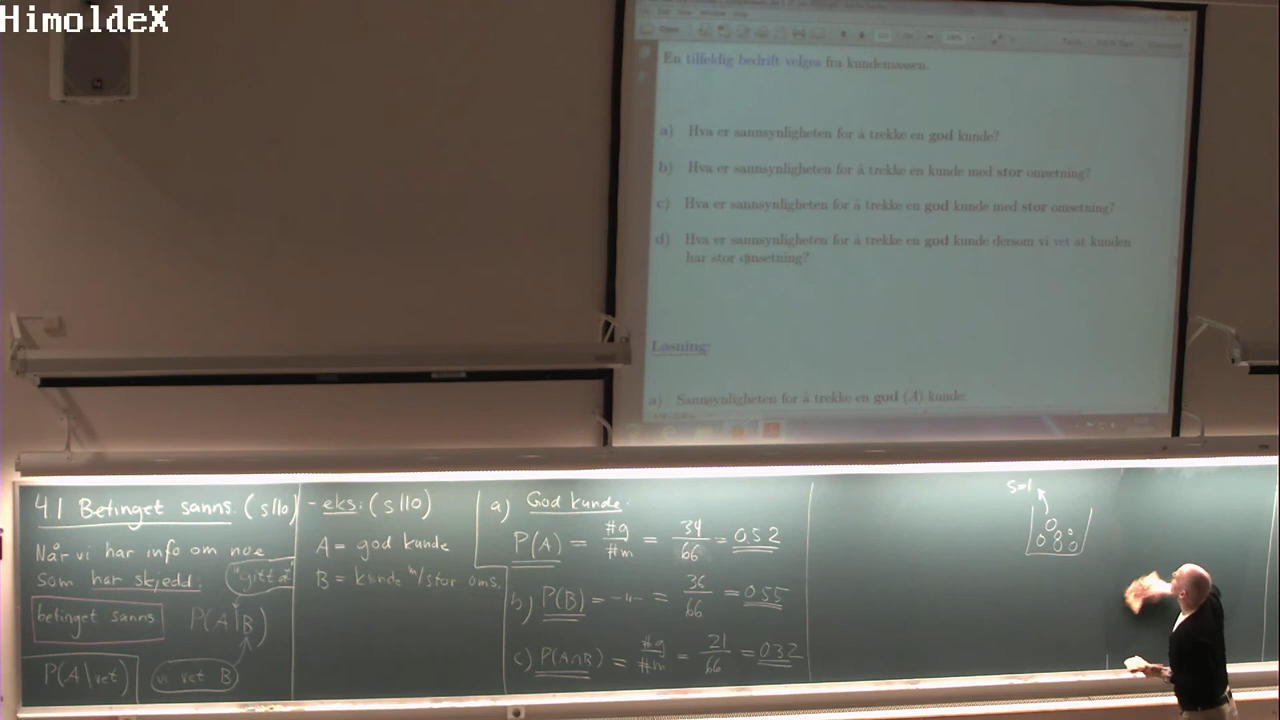 HimoldeX
En tilfeldig bedrift velges fra kundemassen.
a) Hva er sannsynligheten for å trekke en god kunde?
b) Hva er sannsynligheten for å trekke en kunde med stor omsetning?
c) Hva er sannsynligheten for å trekke en god kunde med stor omsetning?
d) Hva er sannsynligheten for å trekke en god kunde dersom vi vet at kunden
har stor omsetning?
Løsning:
a) Sannsynligheten for å trekke en god (A) kunde:
4.1 Betinget sanns. (s110)
Når vi har info om noe
som har skjedd:
"gitt at"
betinget sanns
P(A|B)
P(A|vet)
vi vet B
- eks: (s110)
A = god kunde
B = kunde m/stor oms.
a) God kunde:
P(A) = #g/#m = 34/66 = 0.52
b) P(B) = -"- = 36/66 = 0.55
c) P(A∩B) = #g/#m = 21/66 = 0.32
s=1